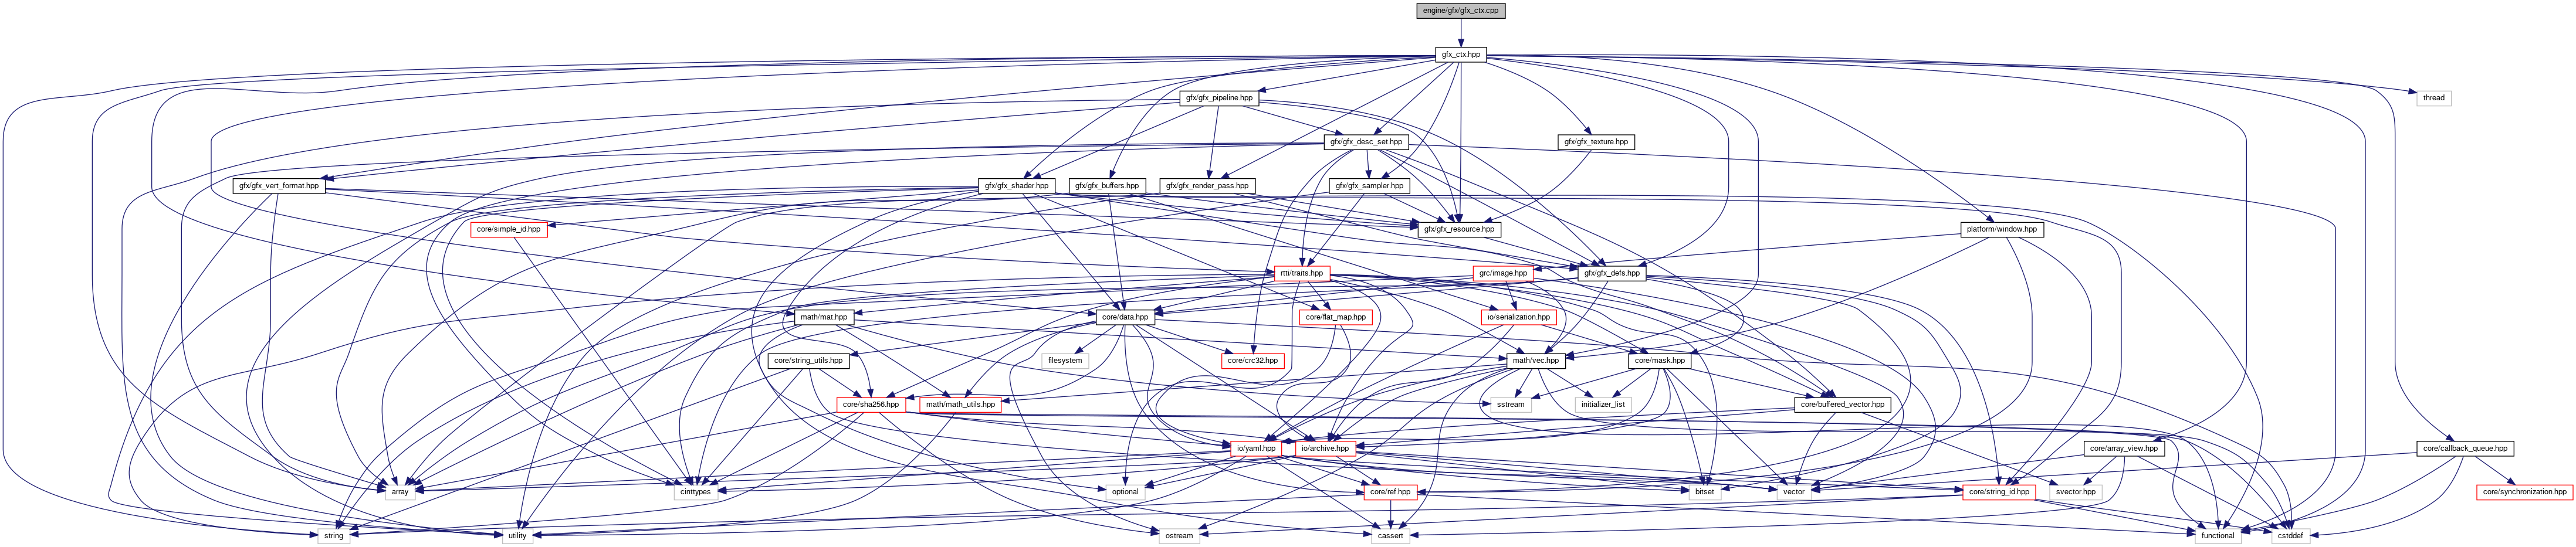 engine/gfx/gfx_ctx.cpp
gfx_ctx.hpp
gfx/gfx_pipeline.hpp
thread
gfx/gfx_desc_set.hpp
gfx/gfx_texture.hpp
gfx/gfx_vert_format.hpp
gfx/gfx_shader.hpp
gfx/gfx_buffers.hpp
gfx/gfx_render_pass.hpp
gfx/gfx_sampler.hpp
core/simple_id.hpp
gfx/gfx_resource.hpp
platform/window.hpp
rtti/traits.hpp
grc/image.hpp
gfx/gfx_defs.hpp
math/mat.hpp
core/data.hpp
core/flat_map.hpp
io/serialization.hpp
core/string_utils.hpp
filesystem
core/crc32.hpp
math/vec.hpp
core/mask.hpp
core/sha256.hpp
math/math_utils.hpp
sstream
initializer_list
core/buffered_vector.hpp
io/yaml.hpp
io/archive.hpp
core/array_view.hpp
core/callback_queue.hpp
array
cinttypes
optional
core/ref.hpp
bitset
vector
core/string_id.hpp
svector.hpp
core/synchronization.hpp
string
utility
ostream
cassert
functional
cstddef